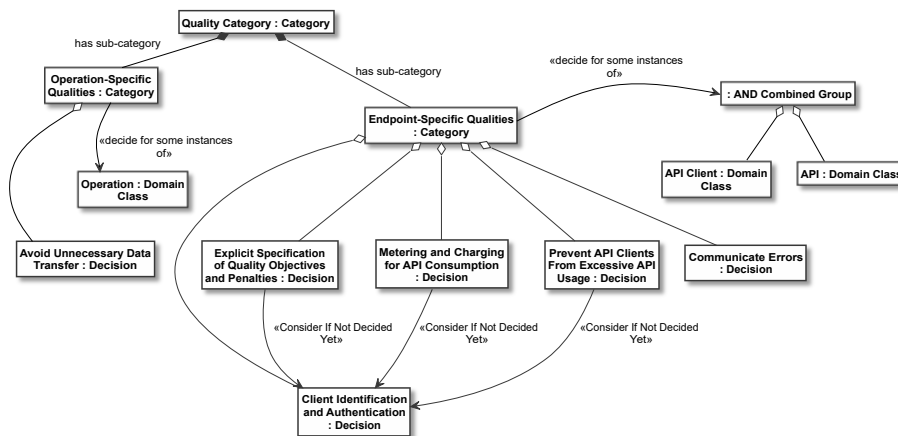 Quality Category : Category
has sub-category
«decide for some instances
of»
Operation-Specific
Qualities : Category
has sub-category
: AND Combined Group
Endpoint-Specific Qualities
: Category
«decide for some instances
of»
Operation : Domain
Class
API Client : Domain
Class
API : Domain Class
Avoid Unnecessary Data
Transfer : Decision
Explicit Specification
of Quality Objectives
and Penalties : Decision
Metering and Charging
for API Consumption
: Decision
Prevent API Clients
From Excessive API
Usage : Decision
Communicate Errors
: Decision
«Consider If Not Decided
Yet»
«Consider If Not Decided
Yet»
«Consider If Not Decided
Yet»
Client Identification
and Authentication
: Decision